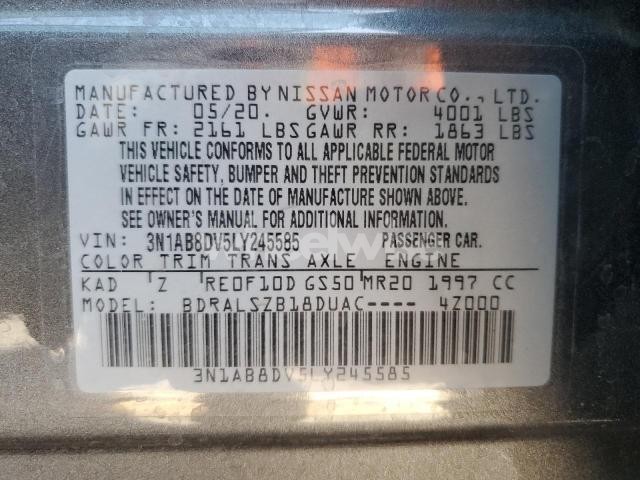 MANUFACTURED BY NISSAN MOTOR CO., LTD.
DATE: 05/20. GVWR: 4001 LBS
GAWR FR: 2161 LBS GAWR RR: 1863 LBS
THIS VEHICLE CONFORMS TO ALL APPLICABLE FEDERAL MOTOR
VEHICLE SAFETY, BUMPER AND THEFT PREVENTION STANDARDS
IN EFFECT ON THE DATE OF MANUFACTURE SHOWN ABOVE.
SEE OWNER'S MANUAL FOR ADDITIONAL INFORMATION.
VIN: 3N1AB8DV5LY245585 PASSENGER CAR.
COLOR TRIM TRANS AXLE ENGINE
KAD Z RE0F10D GS50 MR20 1997 CC
MODEL: BDRALSZB18DUAC---- 4Z000
3N1AB8DV5LY245585